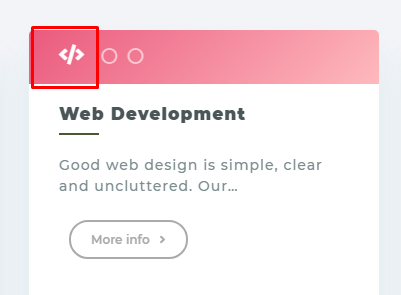 Web Development
Good web design is simple, clear
and uncluttered. Our...
More info